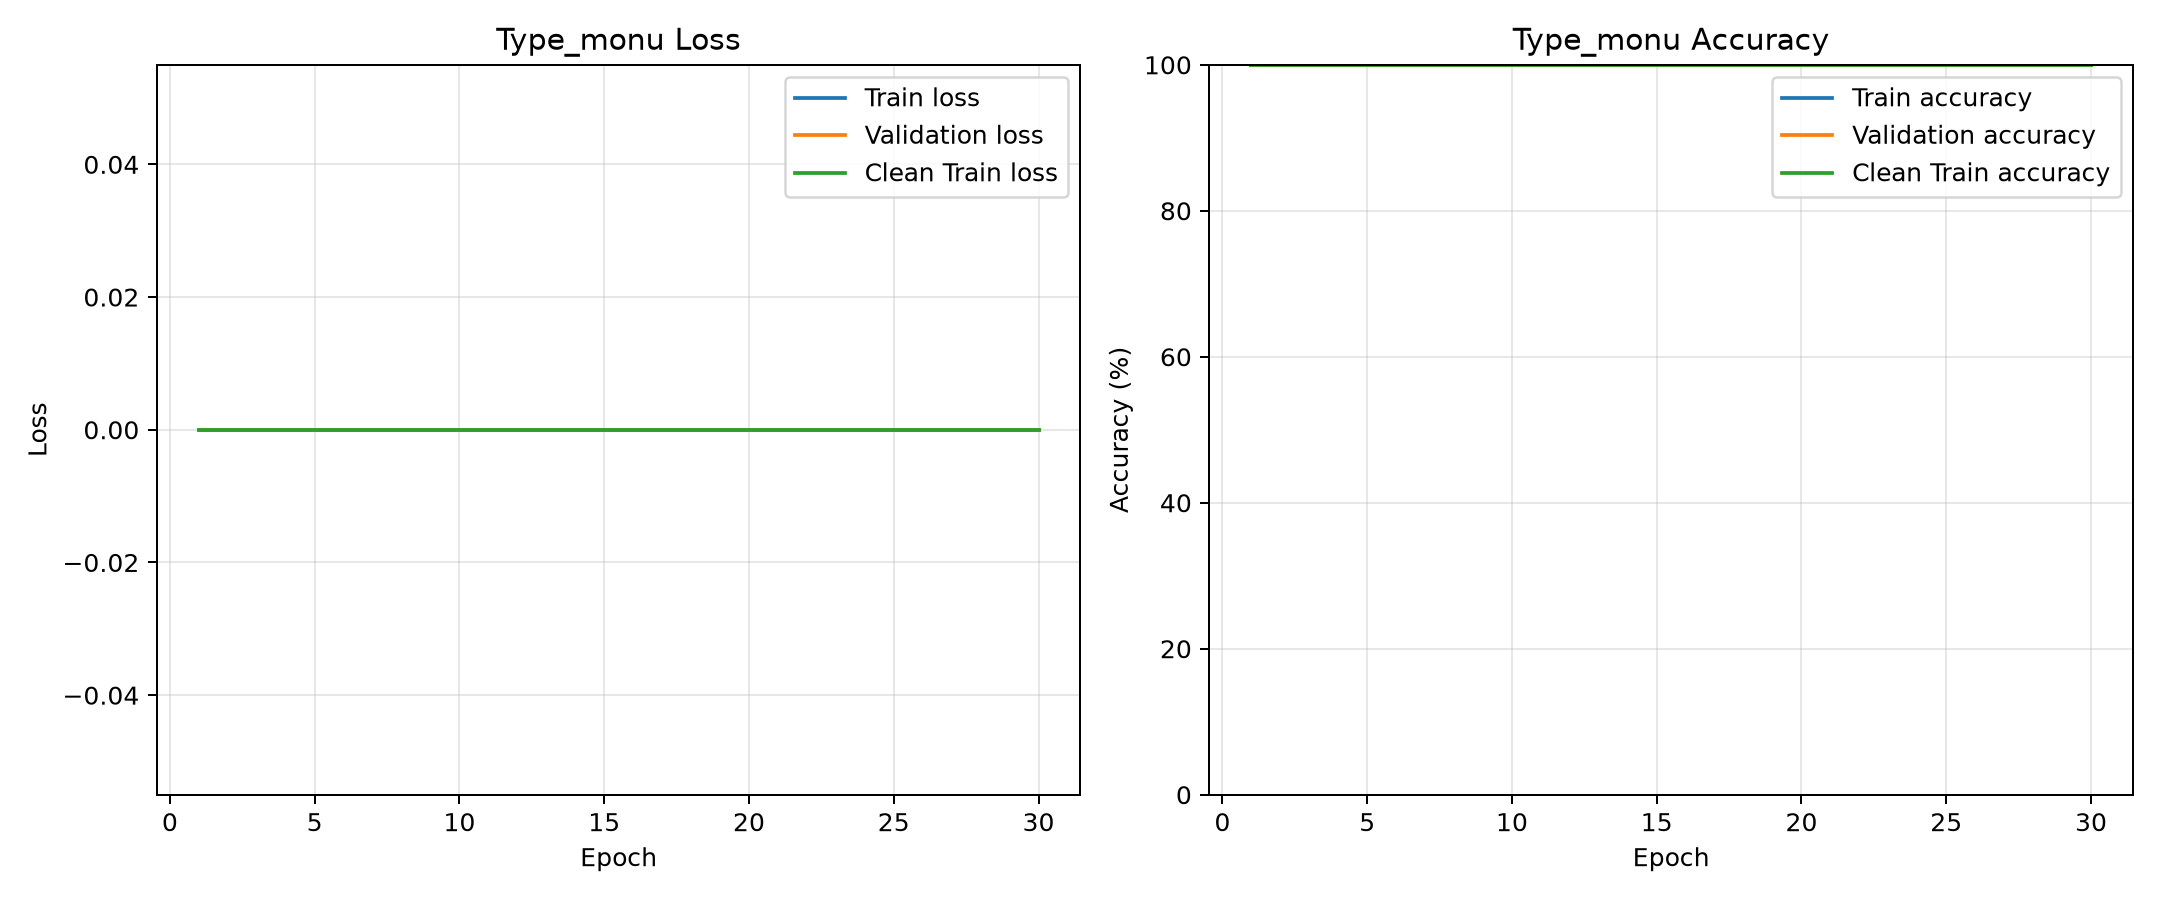 Type_monu Loss
Train loss
Validation loss
Clean Train loss
0.04
0.02
0.00
−0.02
−0.04
Loss
0 5 10 15 20 25 30
Epoch
Type_monu Accuracy
Train accuracy
Validation accuracy
Clean Train accuracy
100
80
60
40
20
0
Accuracy (%)
0 5 10 15 20 25 30
Epoch